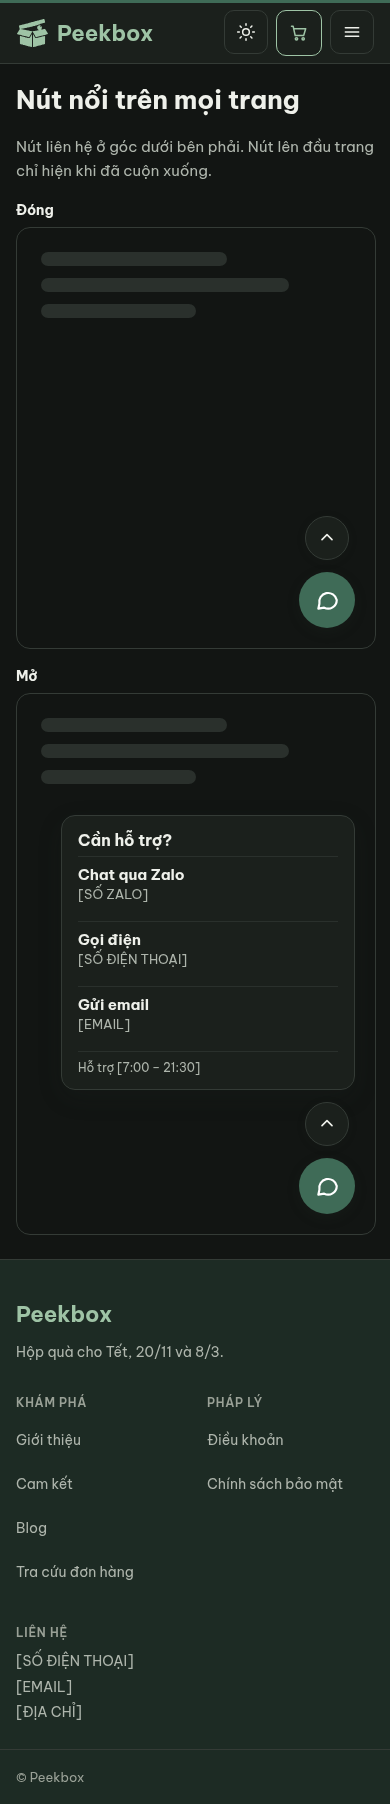 Peekbox
Nút nổi trên mọi trang
Nút liên hệ ở góc dưới bên phải. Nút lên đầu trang
chỉ hiện khi đã cuộn xuống.
Đóng
Mở
Cần hỗ trợ?
Chat qua Zalo
[SỐ ZALO]
Gọi điện
[SỐ ĐIỆN THOẠI]
Gửi email
[EMAIL]
Hỗ trợ [7:00 – 21:30]
Peekbox
Hộp quà cho Tết, 20/11 và 8/3.
KHÁM PHÁ
Giới thiệu
Cam kết
Blog
Tra cứu đơn hàng
PHÁP LÝ
Điều khoản
Chính sách bảo mật
LIÊN HỆ
[SỐ ĐIỆN THOẠI]
[EMAIL]
[ĐỊA CHỈ]
© Peekbox